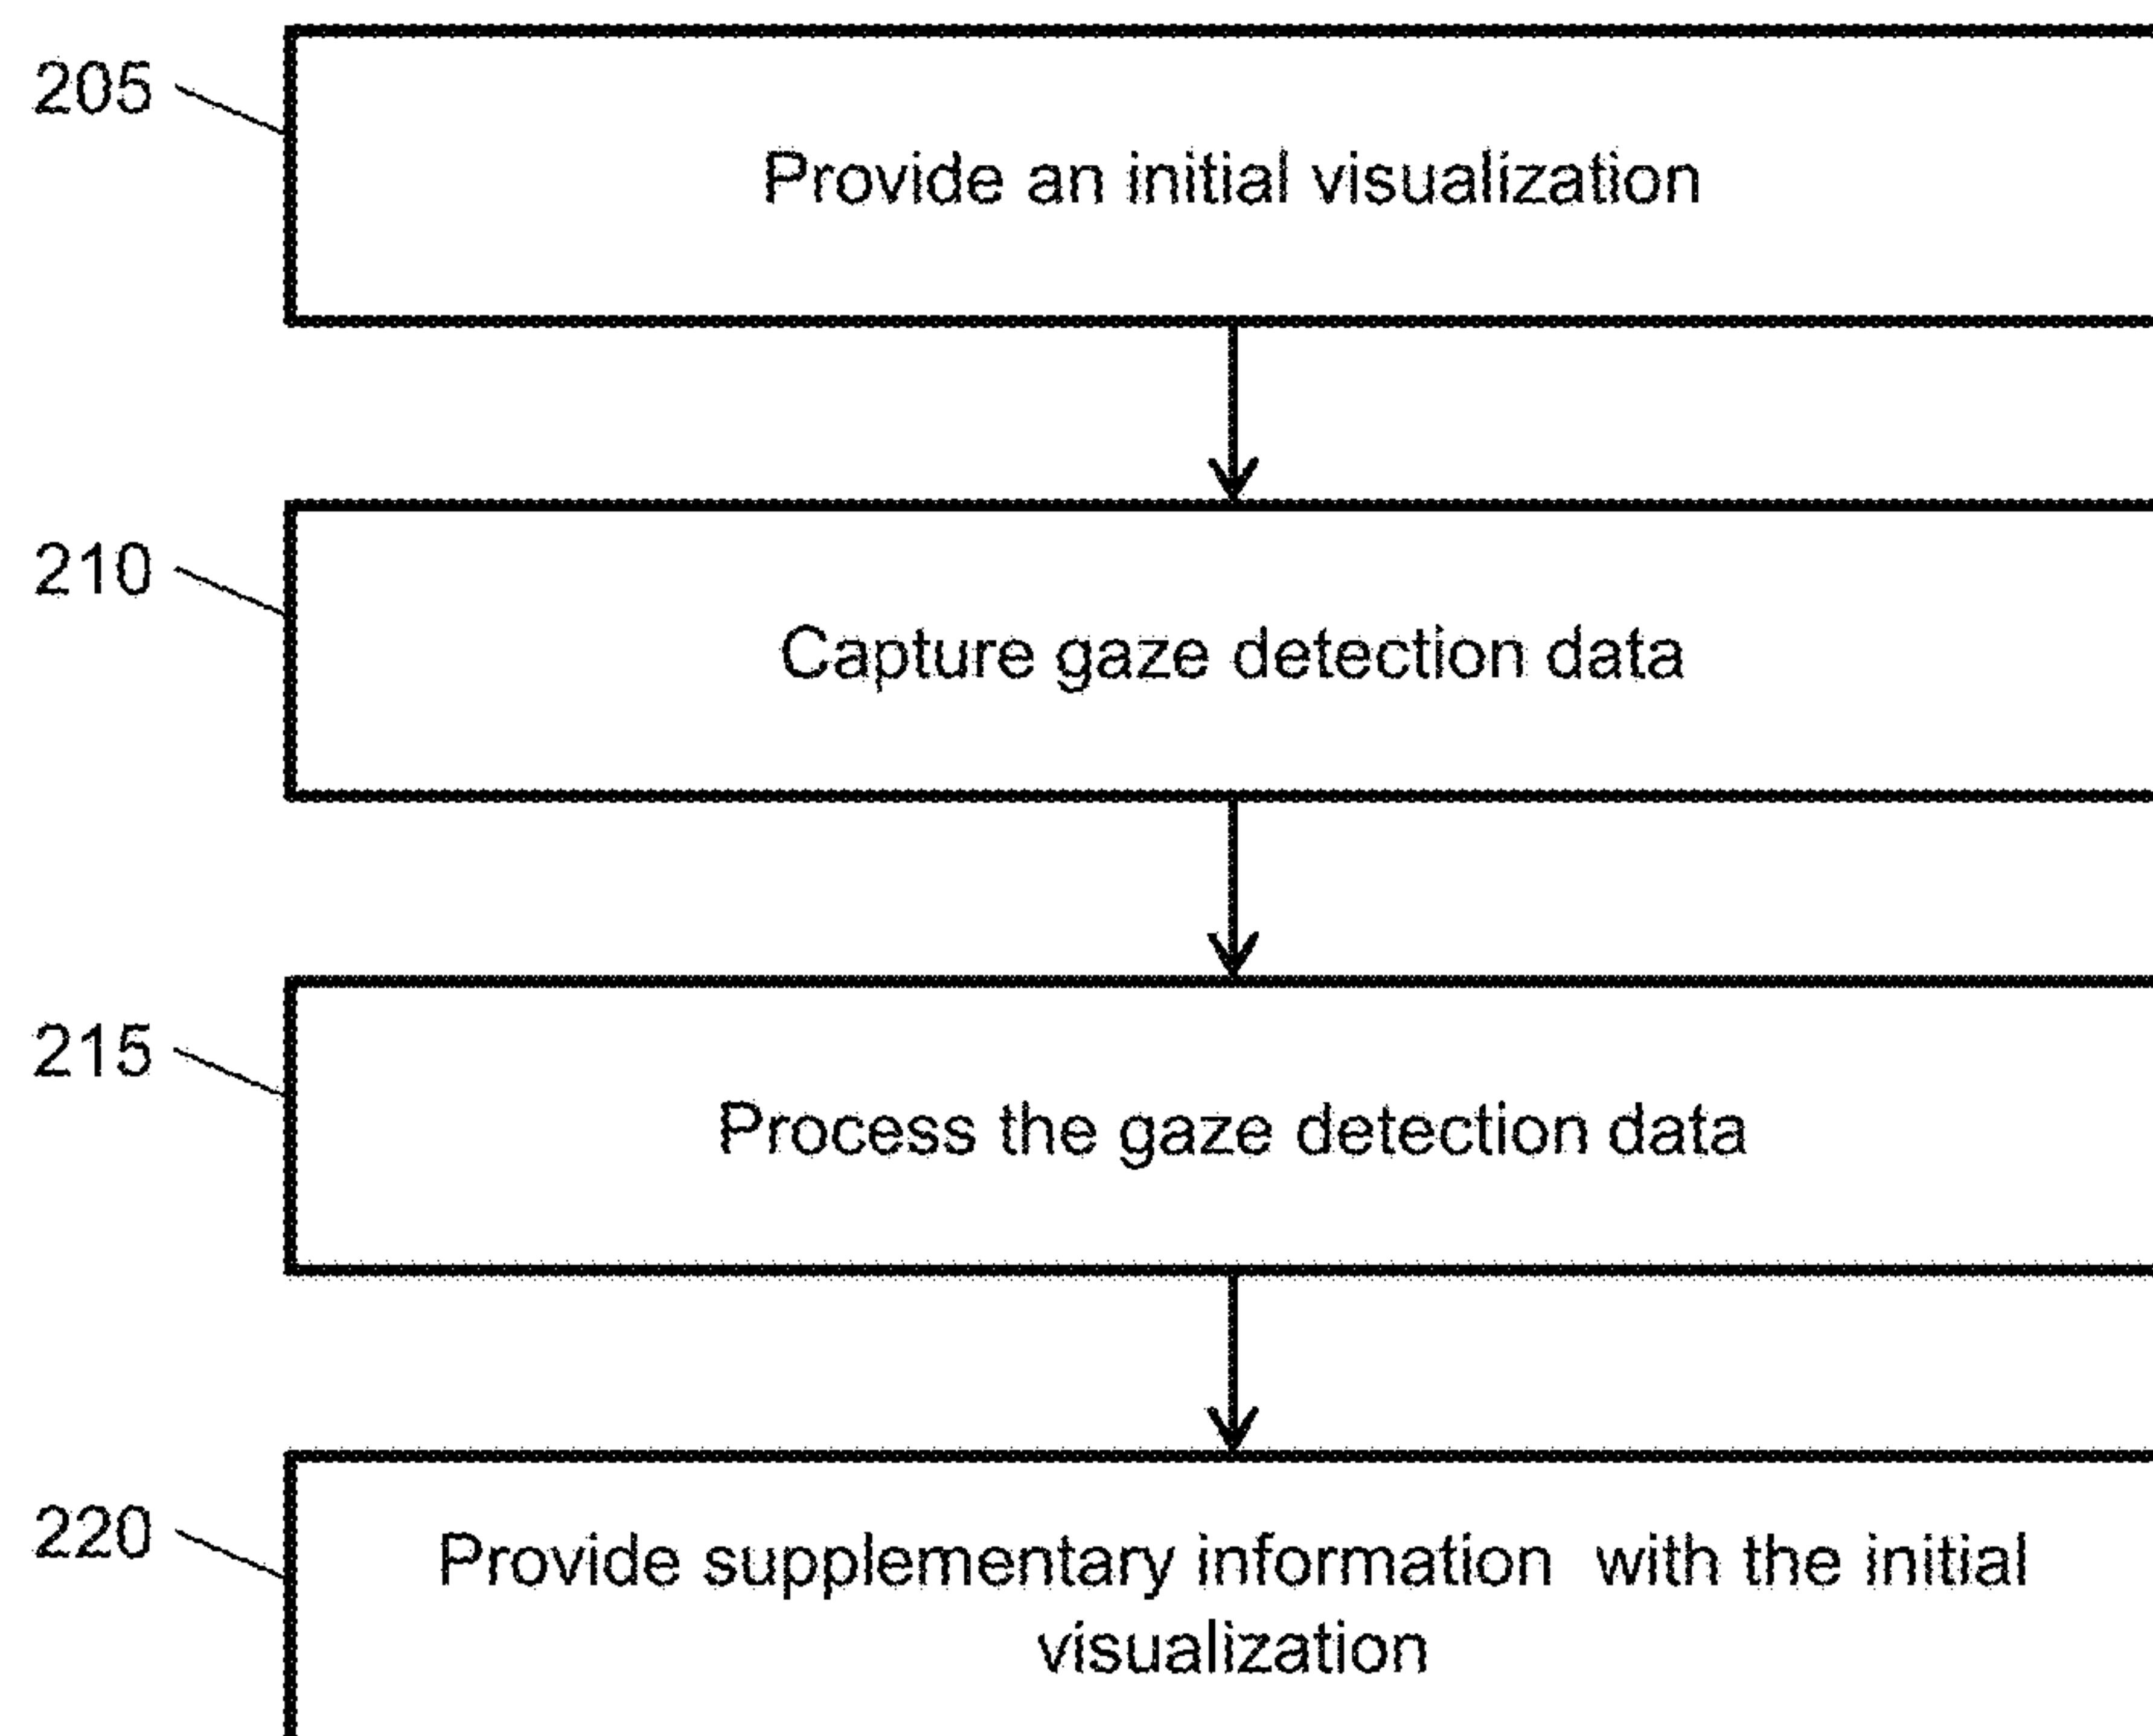 205
Provide an initial visualization
210
Capture gaze detection data
215
Process the gaze detection data
220
Provide supplementary information with the initial
visualization